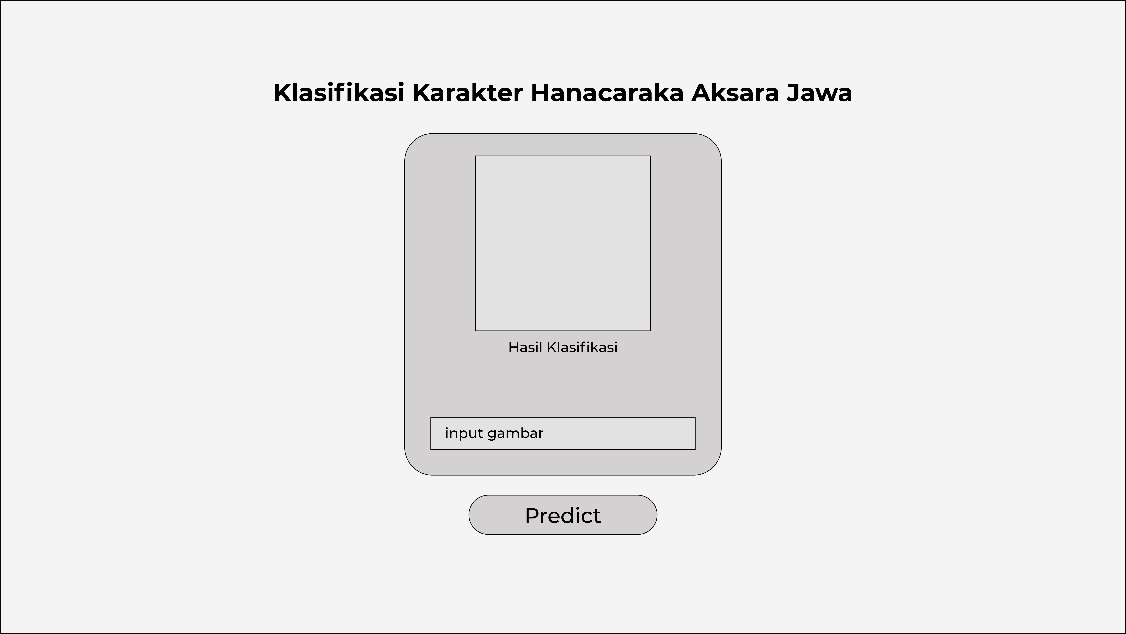 Klasifikasi Karakter Hanacaraka Aksara Jawa
Hasil Klasifikasi
input gambar
Predict